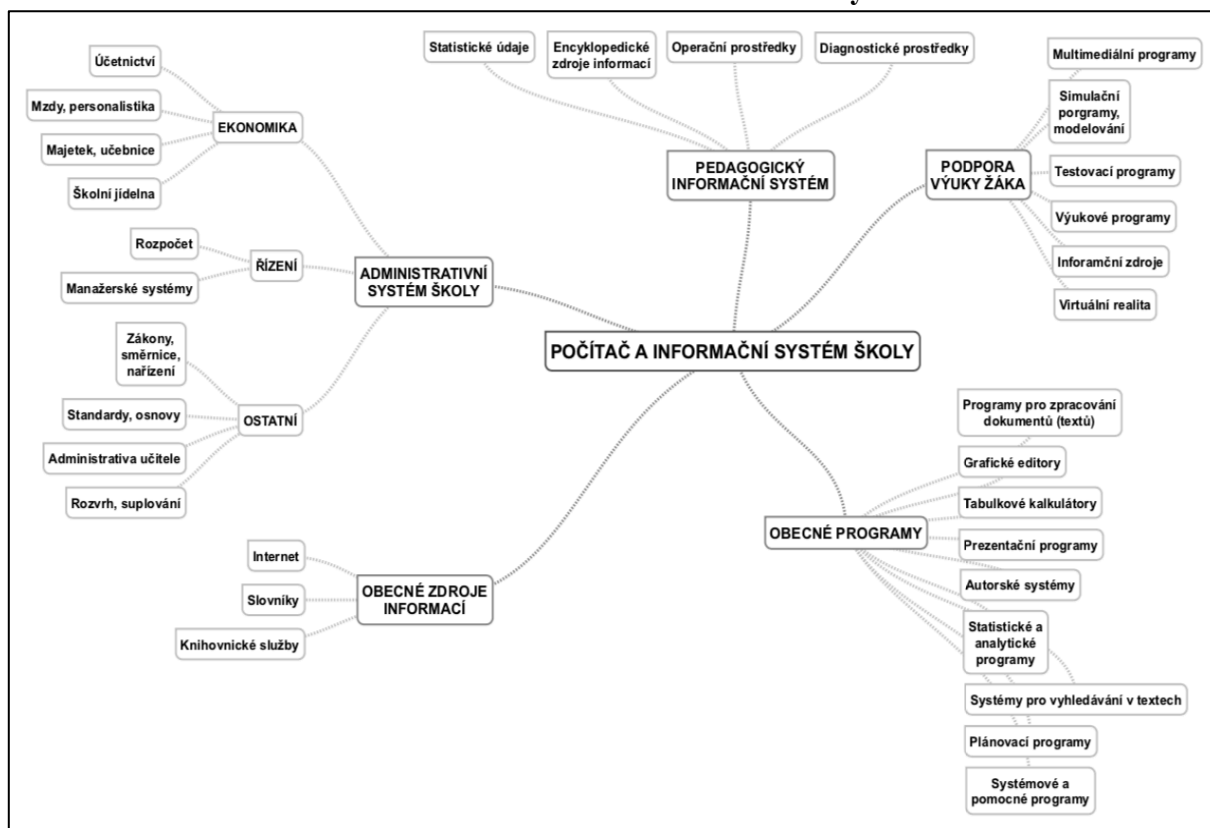 Účetnictví
Mzdy, personalistika
Majetek, učebnice
Školní jídelna
EKONOMIKA
Rozpočet
Manažerské systémy
ŘÍZENÍ
Zákony,
směrnice,
nařízení
Standardy, osnovy
Administrativa učitele
Rozvrh, suplování
OSTATNÍ
ADMINISTRATIVNÍ
SYSTÉM ŠKOLY
Statistické údaje
Encyklopedické
zdroje informací
Operační prostředky
Diagnostické prostředky
PEDAGOGICKÝ
INFORMAČNÍ SYSTÉM
Multimediální programy
Simulační
porgramy,
modelování
Testovací programy
Výukové programy
Inforamční zdroje
Virtuální realita
PODPORA
VÝUKY ŽÁKA
POČÍTAČ A INFORMAČNÍ SYSTÉM ŠKOLY
Internet
Slovníky
Knihovnické služby
OBECNÉ ZDROJE
INFORMACÍ
OBECNÉ PROGRAMY
Programy pro zpracování
dokumentů (textů)
Grafické editory
Tabulkové kalkulátory
Prezentační programy
Autorské systémy
Statistické a
analytické
programy
Systémy pro vyhledávání v textech
Plánovací programy
Systémové a
pomocné programy